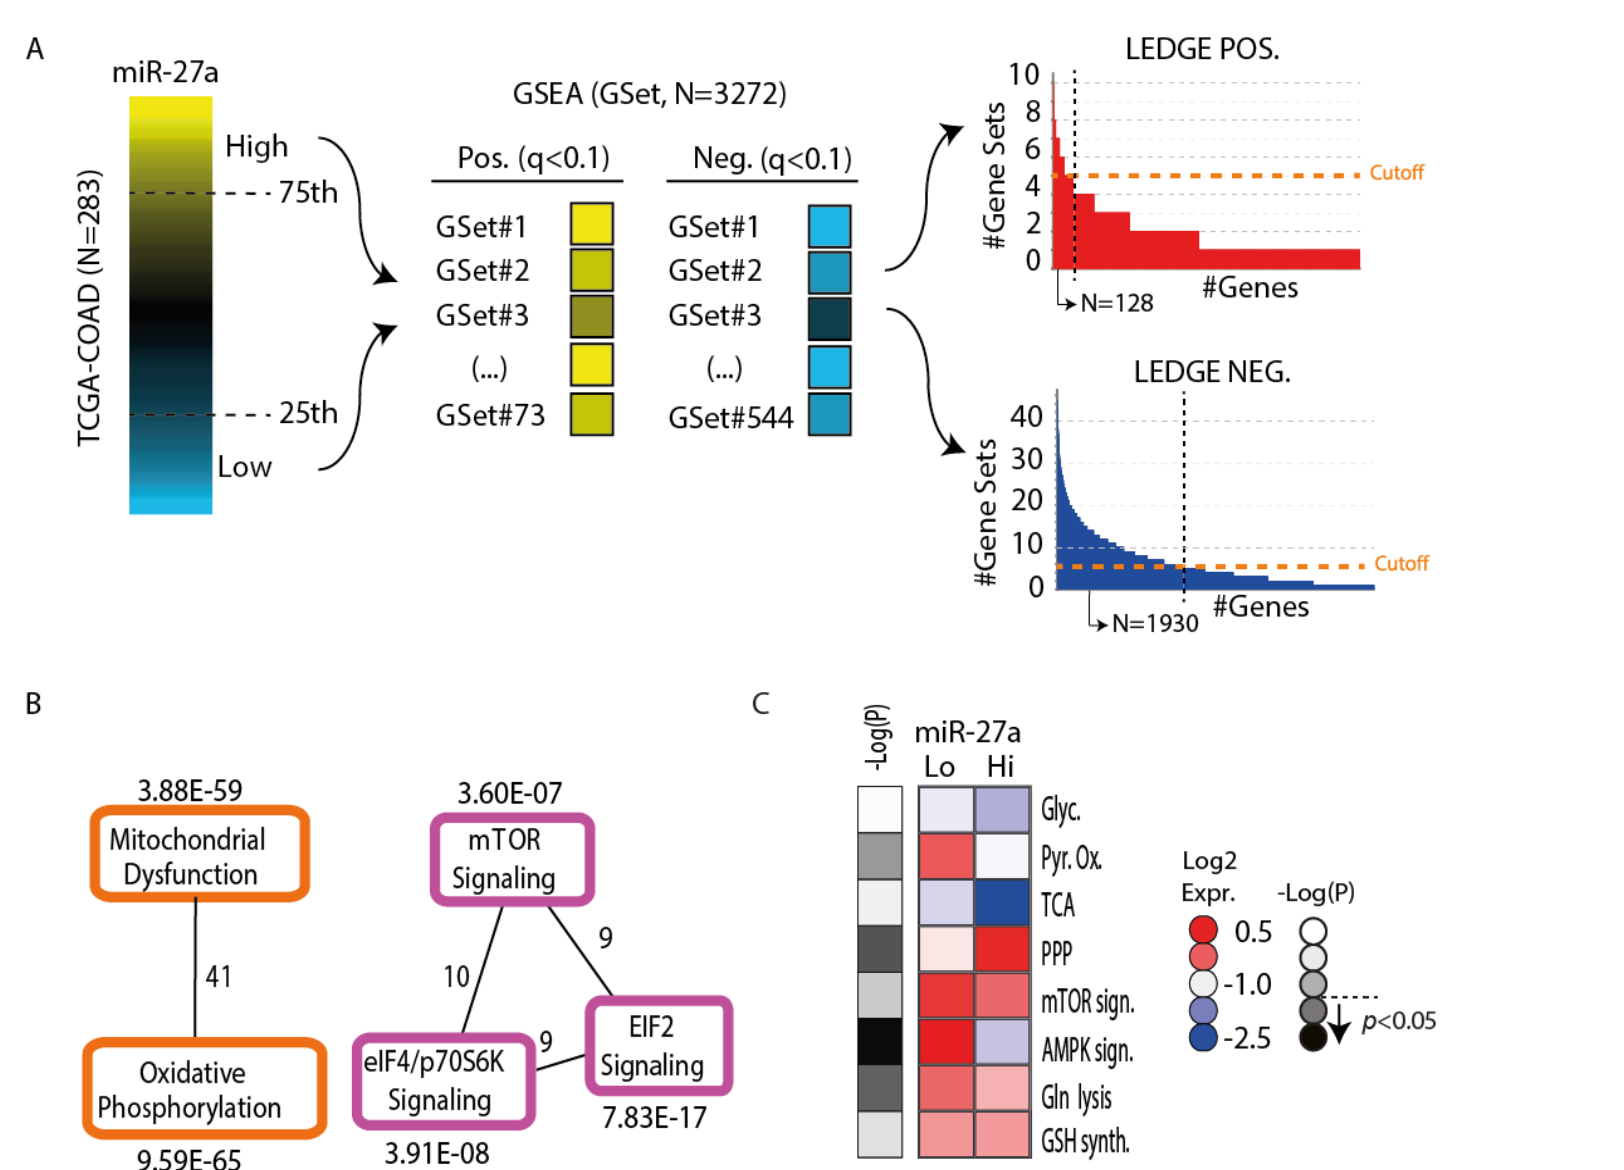 A
miR-27a
TCGA-COAD (N=283)
High
75th
25th
Low
GSEA (GSet, N=3272)
Pos. (q<0.1)
GSet#1
GSet#2
GSet#3
(...)
GSet#73
Neg. (q<0.1)
GSet#1
GSet#2
GSet#3
(...)
GSet#544
LEDGE POS.
#Gene Sets
10
8
6
4
2
0
Cutoff
#Genes
N=128
LEDGE NEG.
#Gene Sets
40
30
20
10
0
Cutoff
#Genes
N=1930
B
3.88E-59
Mitochondrial
Dysfunction
41
Oxidative
Phosphorylation
9.59E-65
3.60E-07
mTOR
Signaling
10
9
9
eIF4/p70S6K
Signaling
3.91E-08
EIF2
Signaling
7.83E-17
C
-Log(P)
miR-27a
Lo Hi
Glyc.
Pyr. Ox.
TCA
PPP
mTOR sign.
AMPK sign.
Gln lysis
GSH synth.
Log2
Expr.
0.5
-1.0
-2.5
-Log(P)
p<0.05